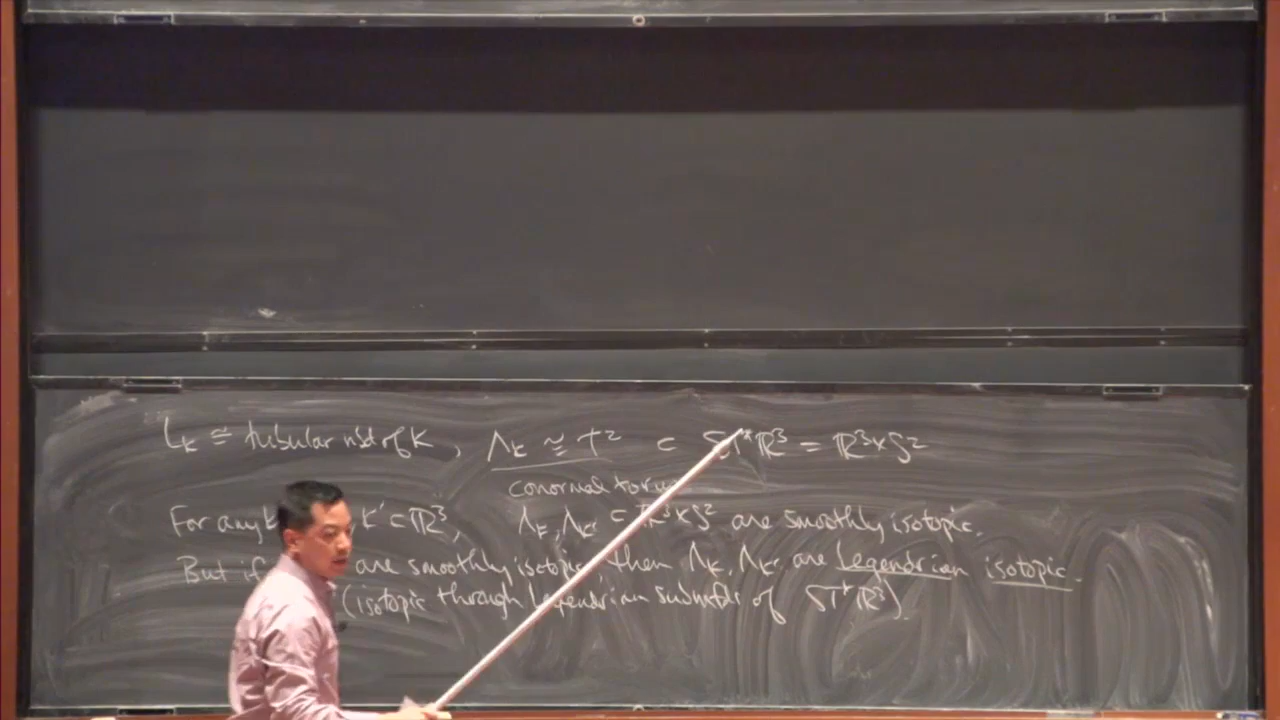 L_K ≅ tubular nbd of K, Λ_K ≅ T² ⊂ ST*ℝ³ = ℝ³×S²
conormal torus
For any K' ⊂ ℝ³, Λ_K, Λ_K' ⊂ ℝ³×S² are smoothly isotopic.
But if are smoothly isotopic then Λ_K, Λ_K' are Legendrian isotopic.
(isotopic through Legendrian submflds of ST*ℝ³).